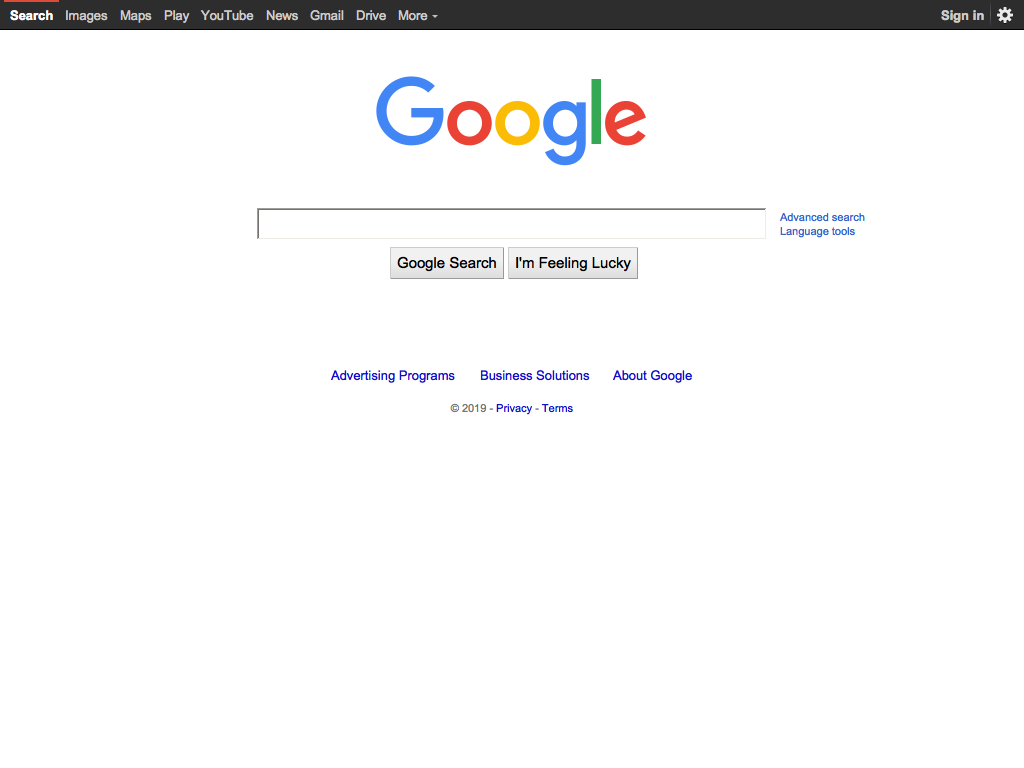 Search Images Maps Play YouTube News Gmail Drive More Sign in
Google
Advanced search
Language tools
Google Search I'm Feeling Lucky
Advertising Programs Business Solutions About Google
© 2019 - Privacy - Terms